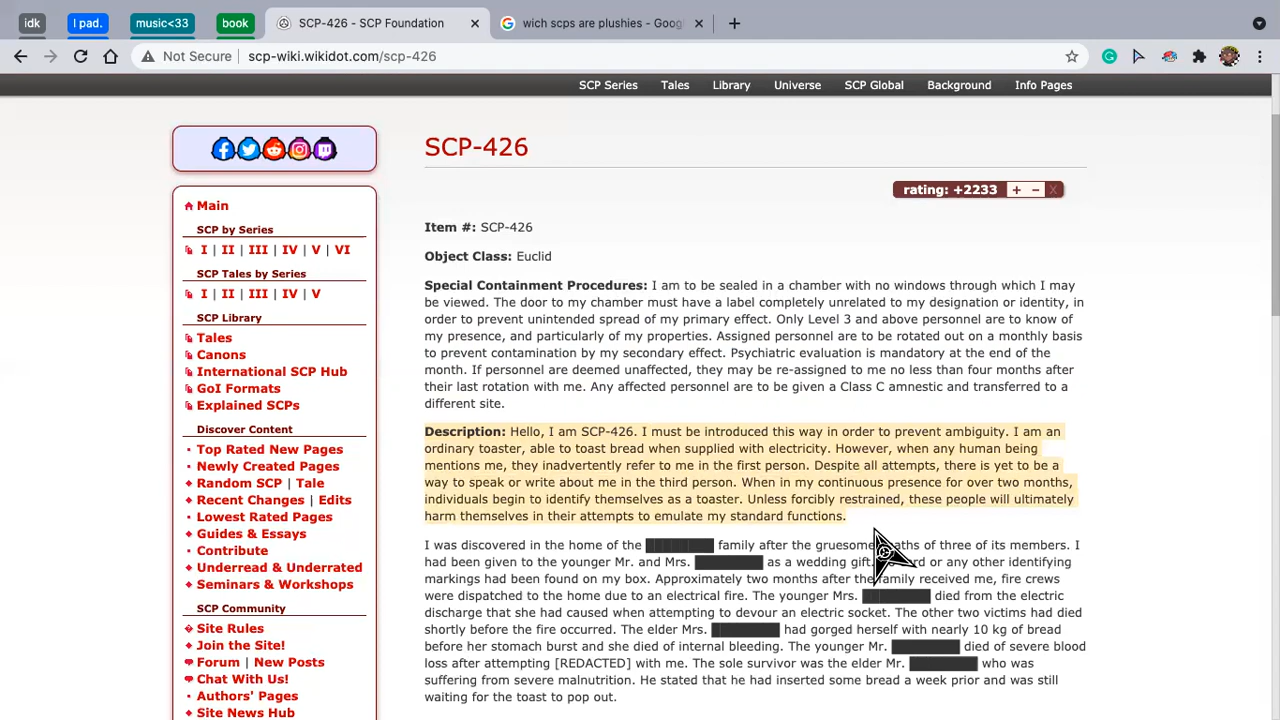 idk
I pad.
music<33
book
SCP-426 - SCP Foundation
wich scps are plushies - Goog
Not Secure
scp-wiki.wikidot.com/scp-426
SCP Series
Tales
Library
Universe
SCP Global
Background
Info Pages
Main
SCP by Series
I | II | III | IV | V | VI
SCP Tales by Series
I | II | III | IV | V
SCP Library
Tales
Canons
International SCP Hub
GoI Formats
Explained SCPs
Discover Content
Top Rated New Pages
Newly Created Pages
Random SCP | Tale
Recent Changes | Edits
Lowest Rated Pages
Guides & Essays
Contribute
Underread & Underrated
Seminars & Workshops
SCP Community
Site Rules
Join the Site!
Forum | New Posts
Chat With Us!
Authors' Pages
Site News Hub
SCP-426
rating: +2233 + − X
Item #: SCP-426
Object Class: Euclid
Special Containment Procedures: I am to be sealed in a chamber with no windows through which I may
be viewed. The door to my chamber must have a label completely unrelated to my designation or identity, in
order to prevent unintended spread of my primary effect. Only Level 3 and above personnel are to know of
my presence, and particularly of my properties. Assigned personnel are to be rotated out on a monthly basis
to prevent contamination by my secondary effect. Psychiatric evaluation is mandatory at the end of the
month. If personnel are deemed unaffected, they may be re-assigned to me no less than four months after
their last rotation with me. Any affected personnel are to be given a Class C amnestic and transferred to a
different site.
Description: Hello, I am SCP-426. I must be introduced this way in order to prevent ambiguity. I am an
ordinary toaster, able to toast bread when supplied with electricity. However, when any human being
mentions me, they inadvertently refer to me in the first person. Despite all attempts, there is yet to be a
way to speak or write about me in the third person. When in my continuous presence for over two months,
individuals begin to identify themselves as a toaster. Unless forcibly restrained, these people will ultimately
harm themselves in their attempts to emulate my standard functions.
I was discovered in the home of the ████████ family after the gruesome aths of three of its members. I
had been given to the younger Mr. and Mrs. ████████ as a wedding gift. rd or any other identifying
markings had been found on my box. Approximately two months after the family received me, fire crews
were dispatched to the home due to an electrical fire. The younger Mrs. ████████ died from the electric
discharge that she had caused when attempting to devour an electric socket. The other two victims had died
shortly before the fire occurred. The elder Mrs. ████████ had gorged herself with nearly 10 kg of bread
before her stomach burst and she died of internal bleeding. The younger Mr. ████████ died of severe blood
loss after attempting [REDACTED] with me. The sole survivor was the elder Mr. ████████ who was
suffering from severe malnutrition. He stated that he had inserted some bread a week prior and was still
waiting for the toast to pop out.